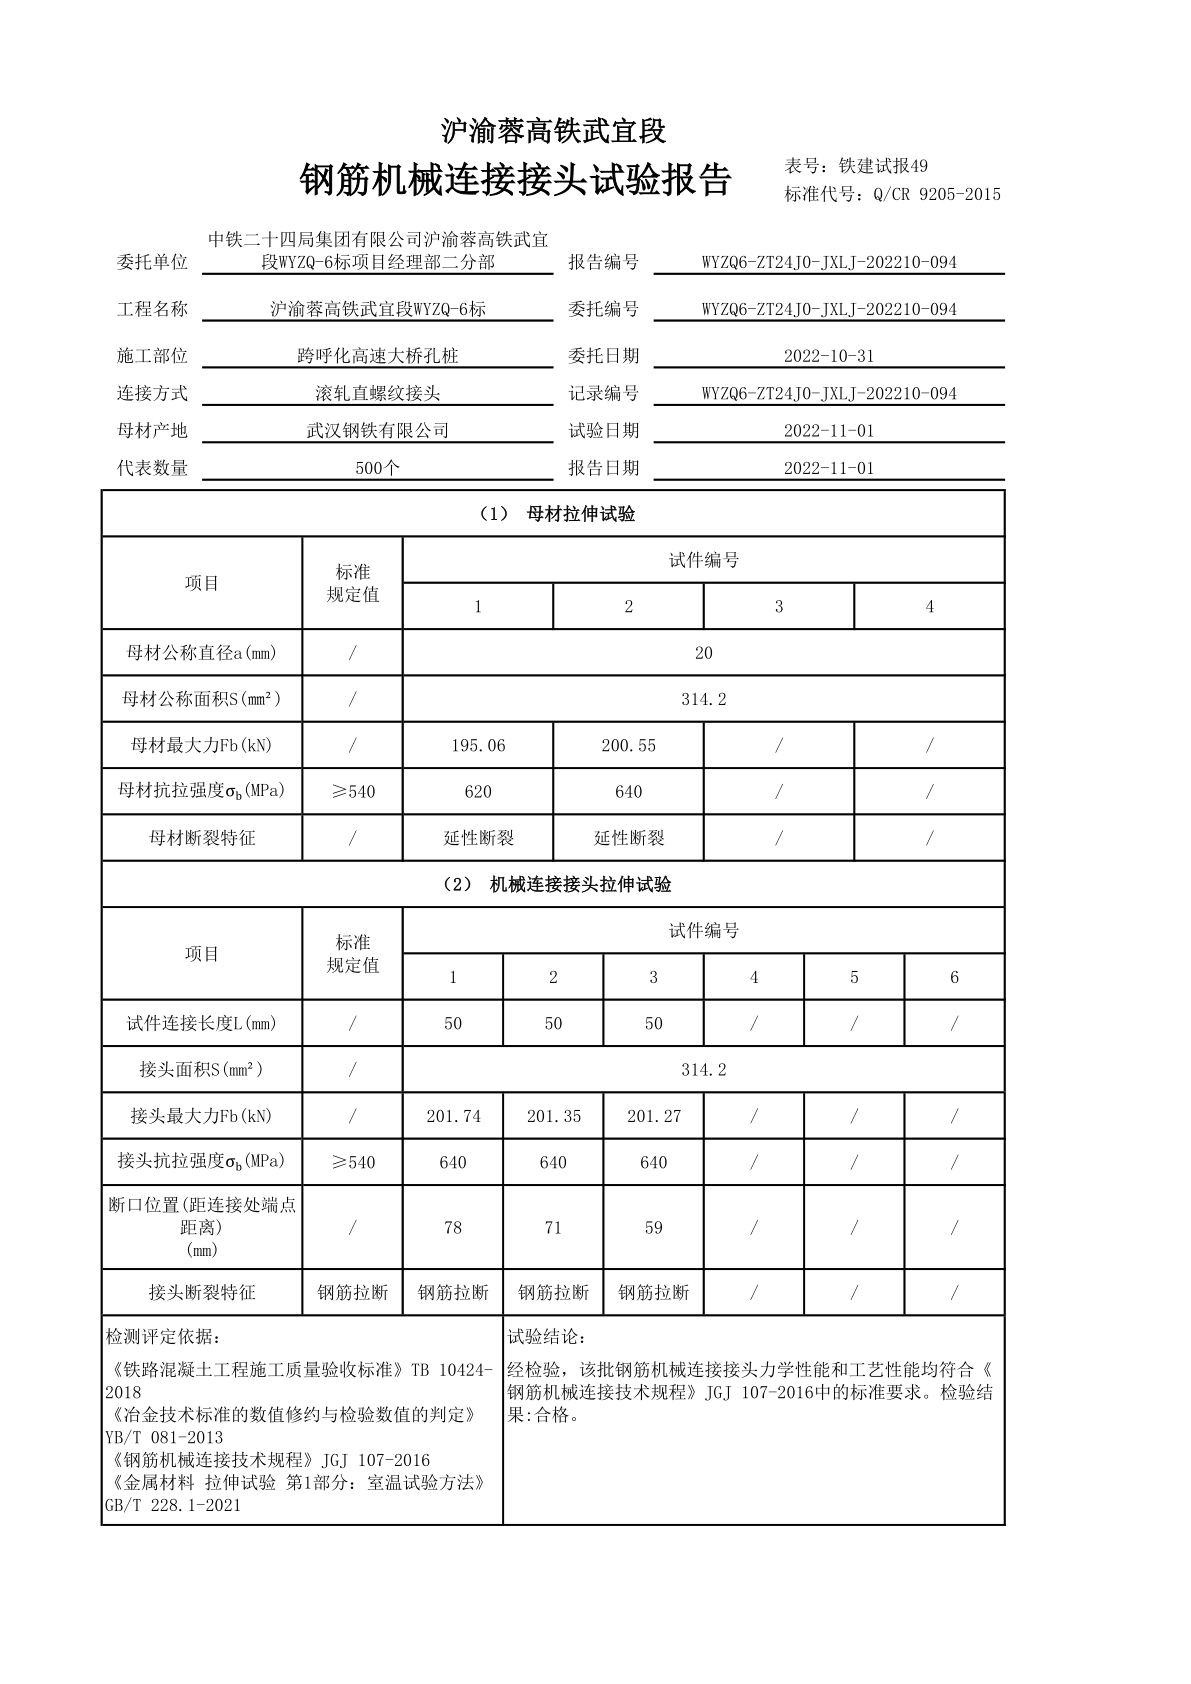 沪渝蓉高铁武宜段
钢筋机械连接接头试验报告
表号: 铁建试报49
标准代号: Q/CR 9205-2015
中铁二十四局集团有限公司沪渝蓉高铁武宜
委托单位 段WYZQ-6标项目经理部二分部 报告编号 WYZQ6-ZT24J0-JXLJ-202210-094
工程名称 沪渝蓉高铁武宜段WYZQ-6标 委托编号 WYZQ6-ZT24J0-JXLJ-202210-094
施工部位 跨呼化高速大桥孔桩 委托日期 2022-10-31
连接方式 滚轧直螺纹接头 记录编号 WYZQ6-ZT24J0-JXLJ-202210-094
母材产地 武汉钢铁有限公司 试验日期 2022-11-01
代表数量 500个 报告日期 2022-11-01
（1） 母材拉伸试验
项目 标准 试件编号
规定值 1 2 3 4
母材公称直径a(mm) / 20
母材公称面积S(mm²) / 314.2
母材最大力Fb(kN) / 195.06 200.55 / /
母材抗拉强度σb(MPa) ≥540 620 640 / /
母材断裂特征 / 延性断裂 延性断裂 / /
（2） 机械连接接头拉伸试验
项目 标准 试件编号
规定值 1 2 3 4 5 6
试件连接长度L(mm) / 50 50 50 / / /
接头面积S(mm²) / 314.2
接头最大力Fb(kN) / 201.74 201.35 201.27 / / /
接头抗拉强度σb(MPa) ≥540 640 640 640 / / /
断口位置(距连接处端点
距离) / 78 71 59 / / /
(mm)
接头断裂特征 钢筋拉断 钢筋拉断 钢筋拉断 钢筋拉断 / / /
检测评定依据:
《铁路混凝土工程施工质量验收标准》TB 10424-
2018
《冶金技术标准的数值修约与检验数值的判定》
YB/T 081-2013
《钢筋机械连接技术规程》JGJ 107-2016
《金属材料 拉伸试验 第1部分: 室温试验方法》
GB/T 228.1-2021
试验结论:
经检验，该批钢筋机械连接接头力学性能和工艺性能均符合《
钢筋机械连接技术规程》JGJ 107-2016中的标准要求。检验结
果:合格。